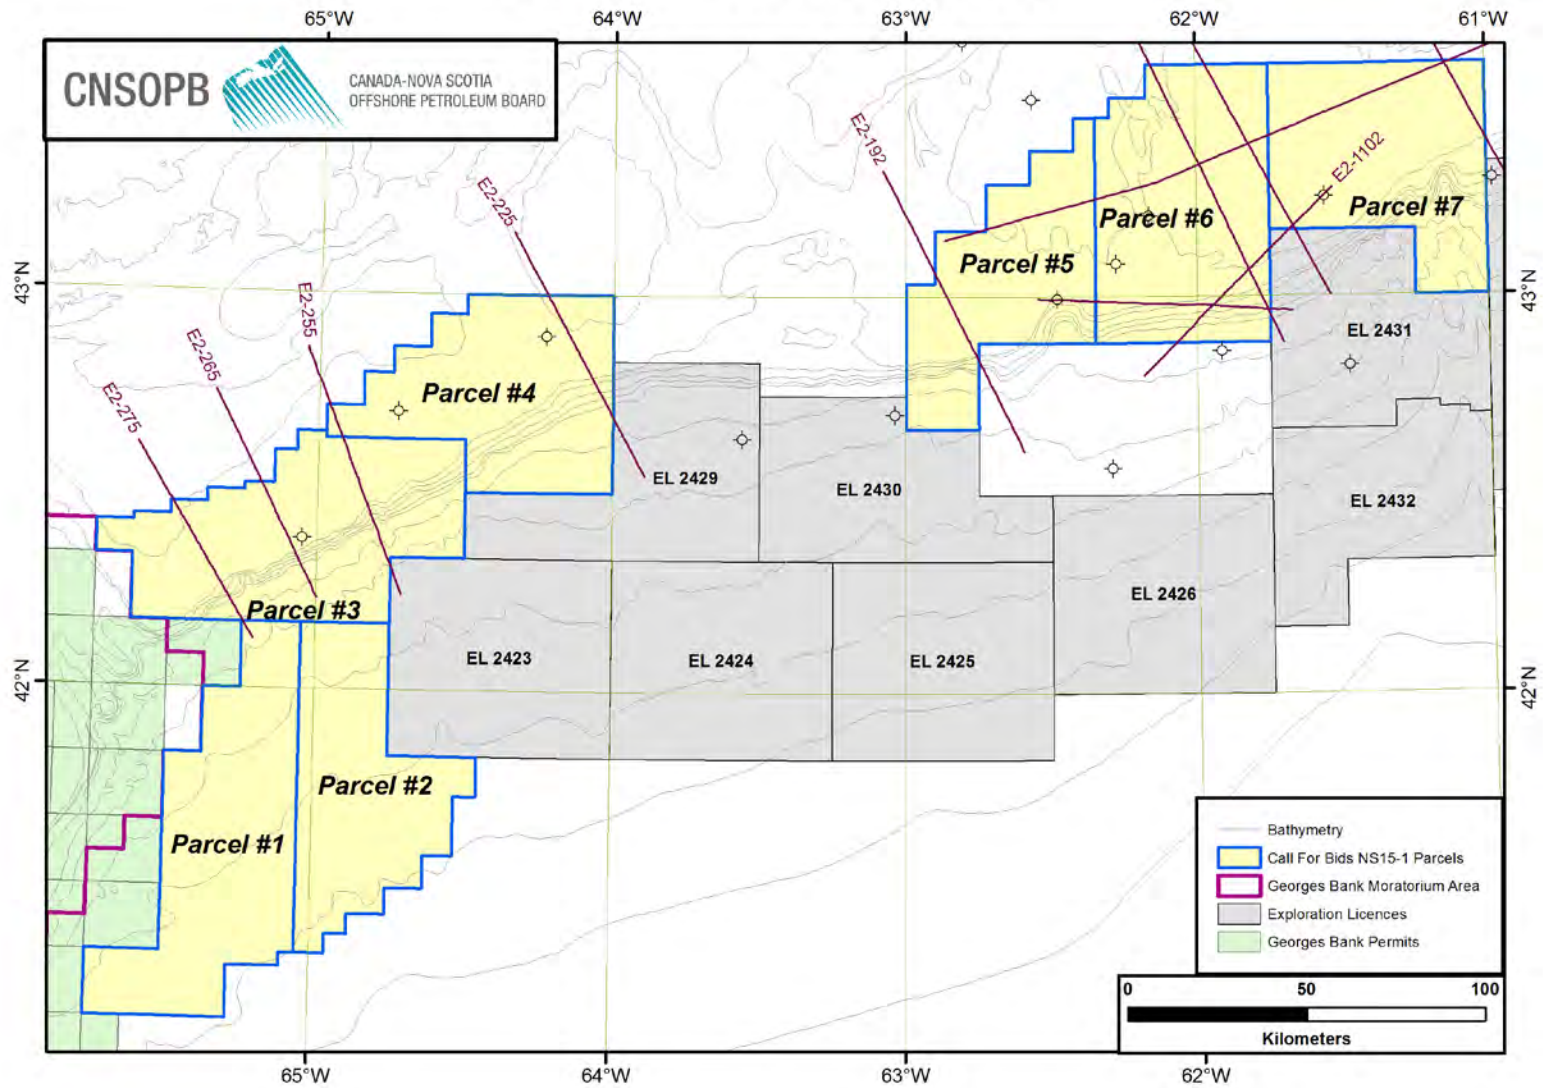 65°W
64°W
63°W
62°W
61°W
CNSOPB
CANADA-NOVA SCOTIA
OFFSHORE PETROLEUM BOARD
E2-192
E2-1102
E2-225
Parcel #7
Parcel #6
Parcel #5
43°N
43°N
E2-255
E2-265
EL 2431
E2-275
Parcel #4
EL 2429
EL 2430
EL 2432
EL 2426
Parcel #3
EL 2423
EL 2424
EL 2425
42°N
42°N
Parcel #2
Parcel #1
Bathymetry
Call For Bids NS15-1 Parcels
Georges Bank Moratorium Area
Exploration Licences
Georges Bank Permits
0 50 100
Kilometers
65°W
64°W
63°W
62°W